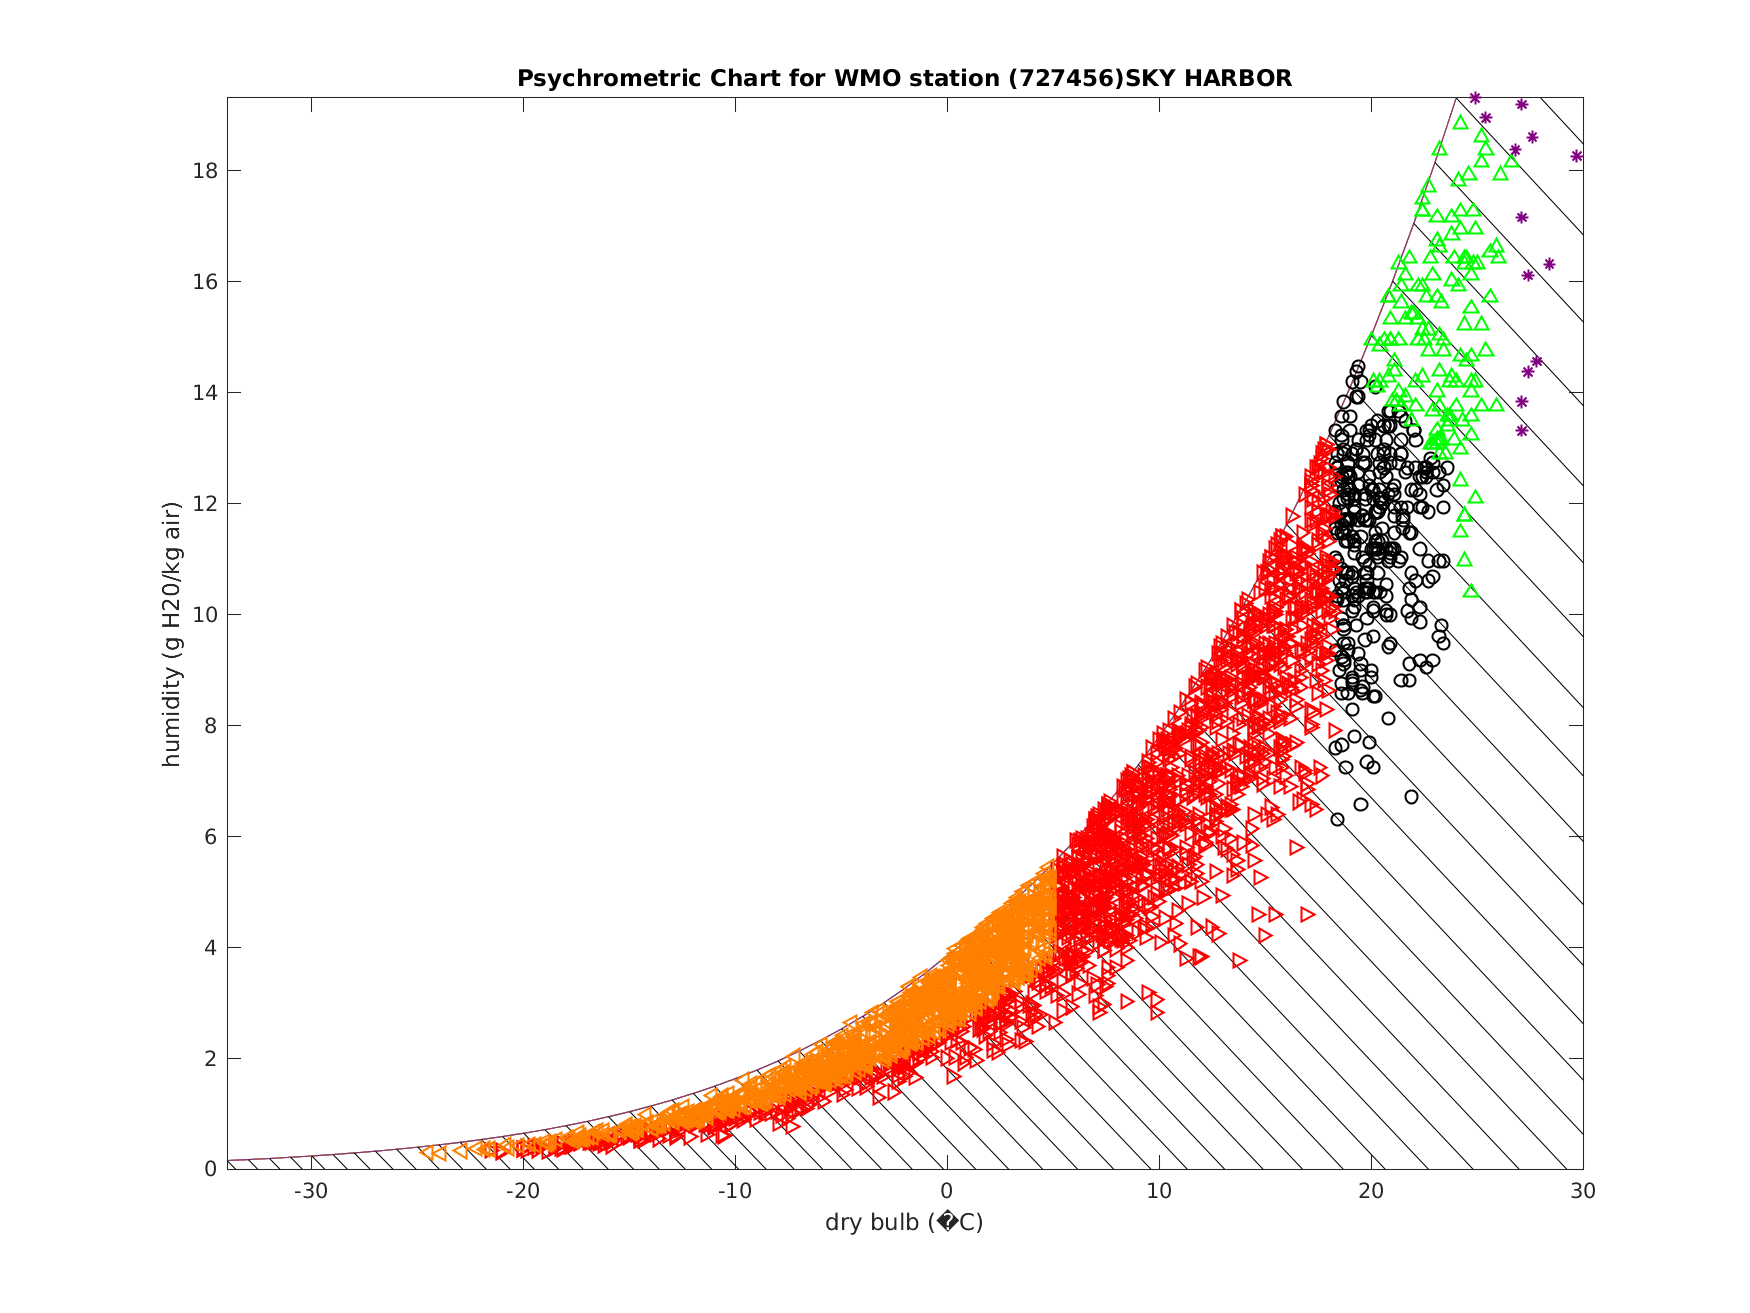 Psychrometric Chart for WMO station (727456)SKY HARBOR
humidity (g H20/kg air)
18
16
14
12
10
8
6
4
2
0
-30 -20 -10 0 10 20 30
dry bulb (�C)